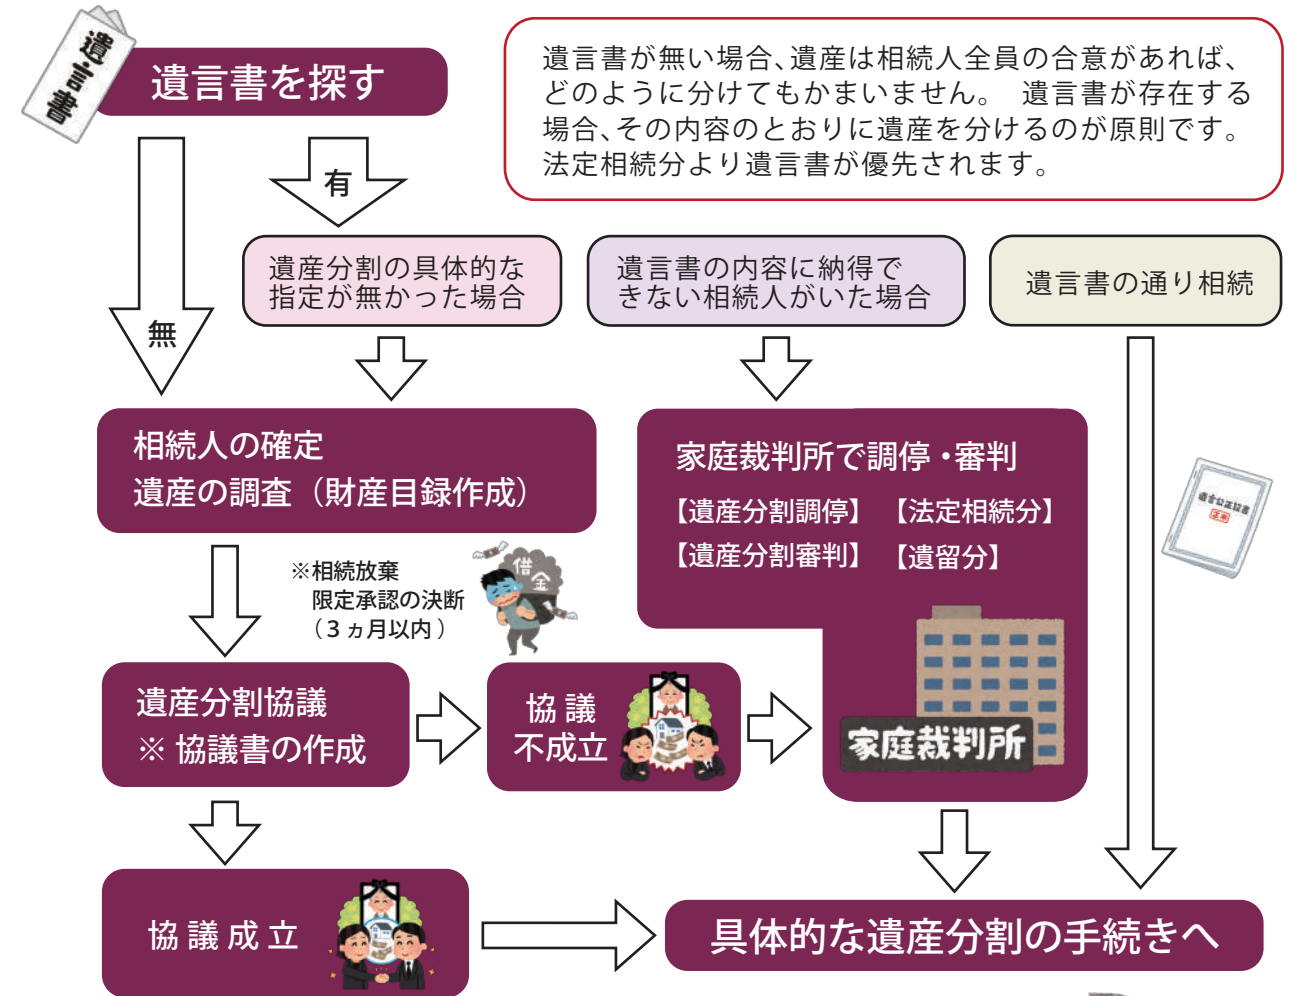 遺言書
遺言書を探す
遺言書が無い場合、遺産は相続人全員の合意があれば、
どのように分けてもかまいません。 遺言書が存在する
場合、その内容のとおりに遺産を分けるのが原則です。
法定相続分より遺言書が優先されます。
有
無
遺産分割の具体的な
指定が無かった場合
遺言書の内容に納得で
きない相続人がいた場合
遺言書の通り相続
相続人の確定
遺産の調査（財産目録作成）
家庭裁判所で調停・審判
【遺産分割調停】 【法定相続分】
【遺産分割審判】 【遺留分】
遺言公正証書
正本
※相続放棄
限定承認の決断
（３ヵ月以内）
借金
遺産分割協議
※ 協議書の作成
協議
不成立
家庭裁判所
協議成立
具体的な遺産分割の手続きへ